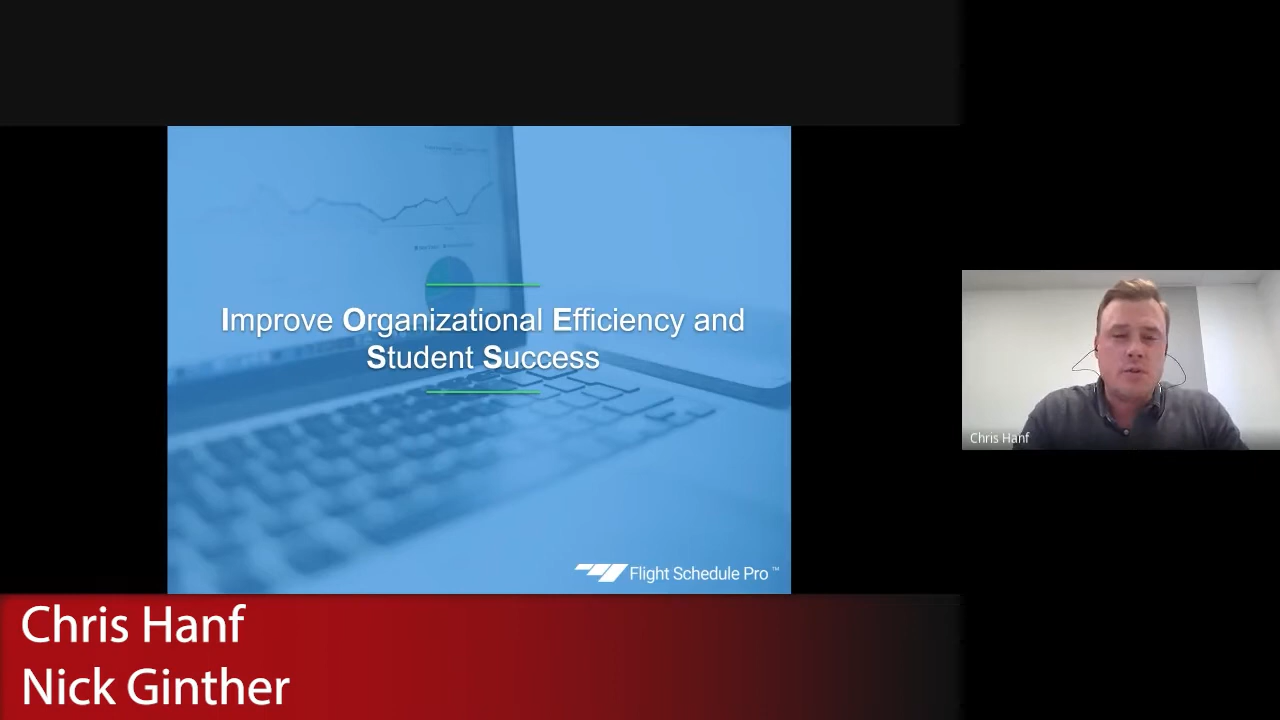 Improve Organizational Efficiency and
Student Success
Flight Schedule Pro™
Chris Hanf
Chris Hanf
Nick Ginther